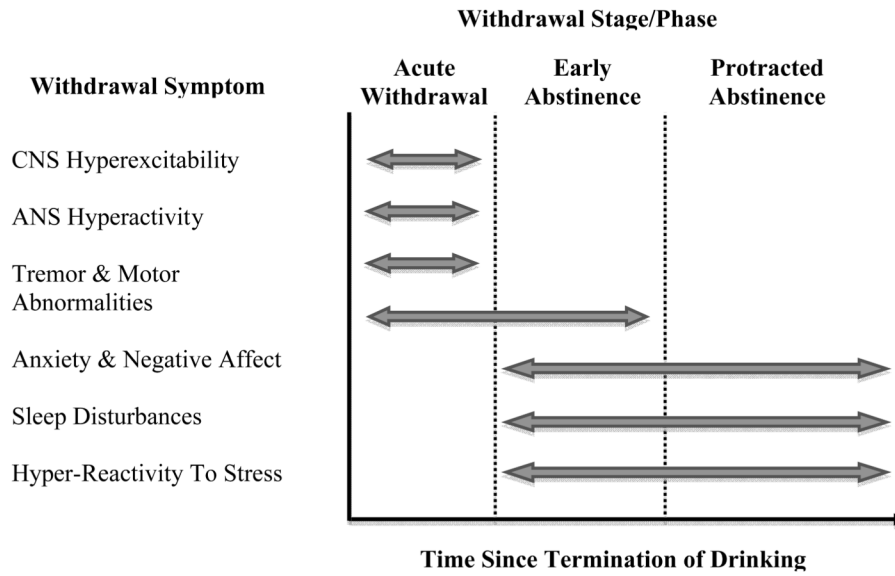 Withdrawal Stage/Phase
Withdrawal Symptom
Acute
Withdrawal
Early
Abstinence
Protracted
Abstinence
CNS Hyperexcitability
ANS Hyperactivity
Tremor & Motor
Abnormalities
Anxiety & Negative Affect
Sleep Disturbances
Hyper-Reactivity To Stress
Time Since Termination of Drinking